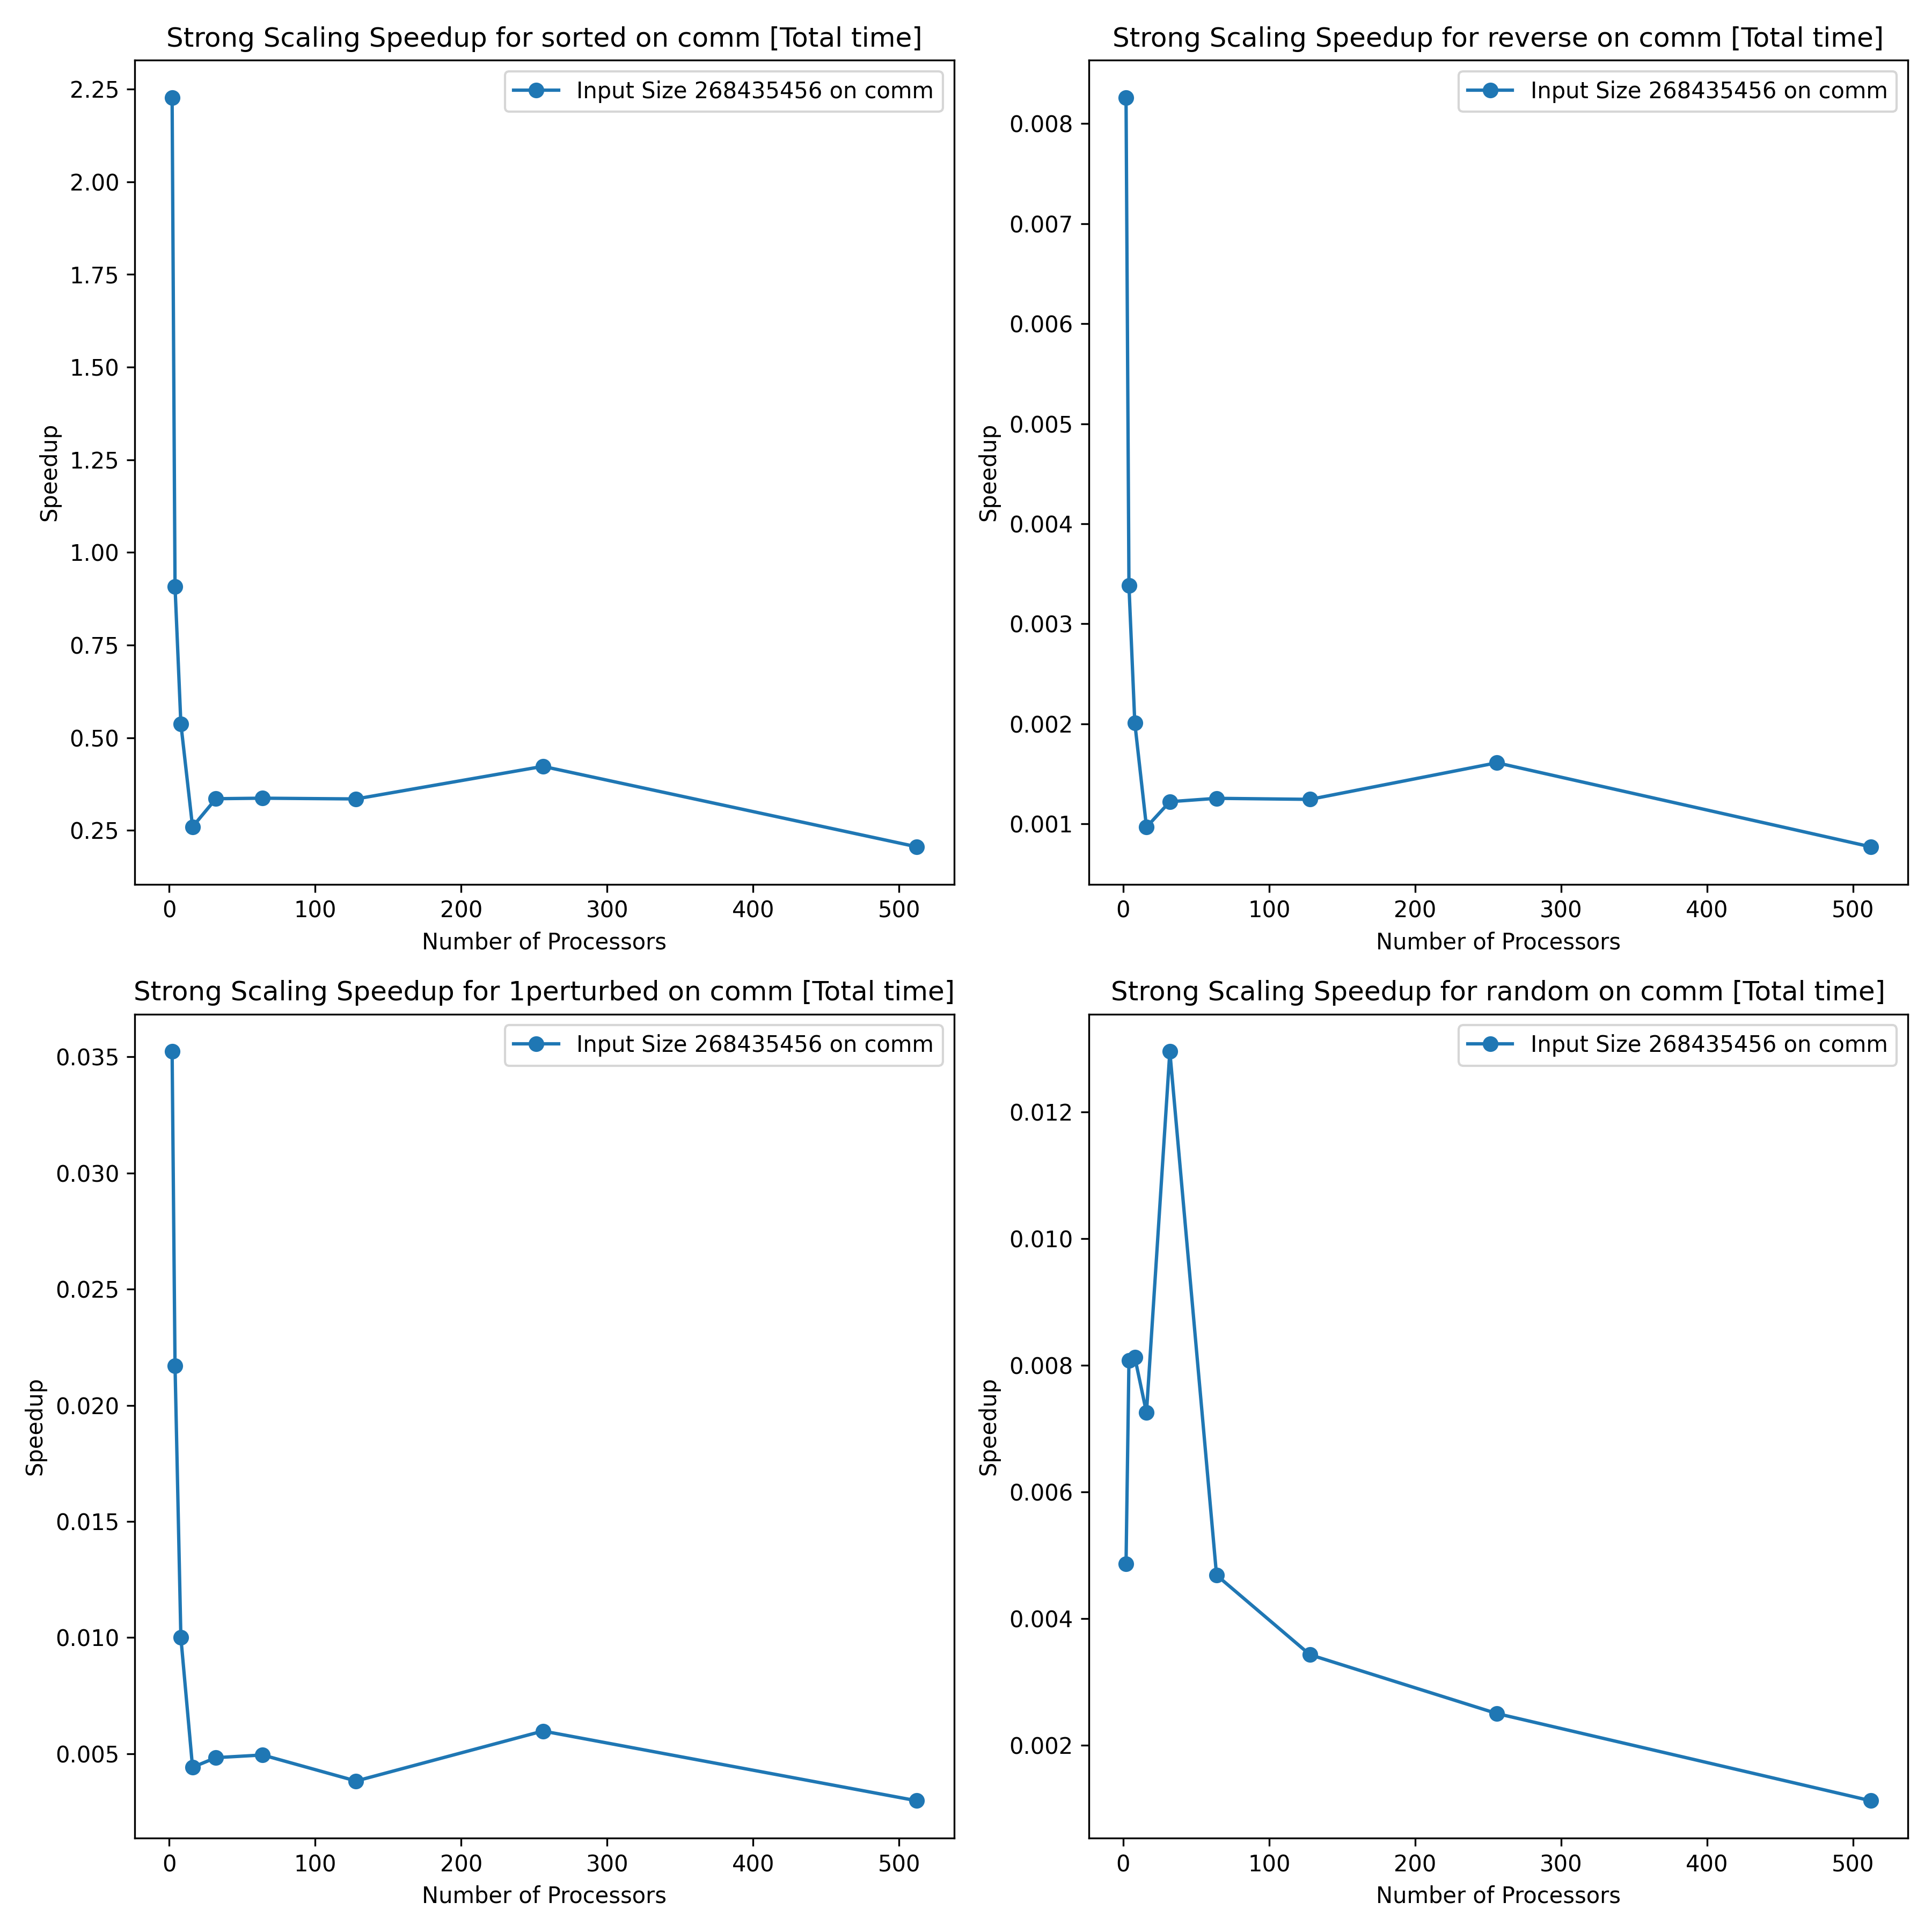 Strong Scaling Speedup for sorted on comm [Total time]
Input Size 268435456 on comm
2.25
2.00
1.75
1.50
1.25
1.00
0.75
0.50
0.25
Speedup
0 100 200 300 400 500
Number of Processors
Strong Scaling Speedup for reverse on comm [Total time]
Input Size 268435456 on comm
0.008
0.007
0.006
0.005
0.004
0.003
0.002
0.001
Speedup
0 100 200 300 400 500
Number of Processors
Strong Scaling Speedup for 1perturbed on comm [Total time]
Input Size 268435456 on comm
0.035
0.030
0.025
0.020
0.015
0.010
0.005
Speedup
0 100 200 300 400 500
Number of Processors
Strong Scaling Speedup for random on comm [Total time]
Input Size 268435456 on comm
0.012
0.010
0.008
0.006
0.004
0.002
Speedup
0 100 200 300 400 500
Number of Processors